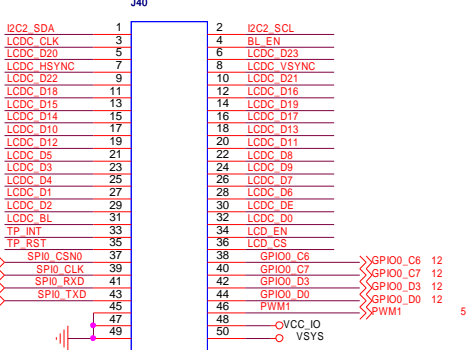 J40
I2C2_SDA 1 2 I2C2_SCL
LCDC_CLK 3 4 BL_EN
LCDC_D20 5 6 LCDC_D23
LCDC_HSYNC 7 8 LCDC_VSYNC
LCDC_D22 9 10 LCDC_D21
LCDC_D18 11 12 LCDC_D16
LCDC_D15 13 14 LCDC_D19
LCDC_D14 15 16 LCDC_D17
LCDC_D10 17 18 LCDC_D13
LCDC_D12 19 20 LCDC_D11
LCDC_D5 21 22 LCDC_D8
LCDC_D3 23 24 LCDC_D9
LCDC_D4 25 26 LCDC_D7
LCDC_D1 27 28 LCDC_D6
LCDC_D2 29 30 LCDC_DE
LCDC_BL 31 32 LCDC_D0
TP_INT 33 34 LCD_EN
TP_RST 35 36 LCD_CS
SPI0_CSN0 37 38 GPIO0_C6 GPIO0_C6 12
SPI0_CLK 39 40 GPIO0_C7 GPIO0_C7 12
SPI0_RXD 41 42 GPIO0_D3 GPIO0_D3 12
SPI0_TXD 43 44 GPIO0_D0 GPIO0_D0 12
45 46 PWM1 PWM1 5
47 48 VCC_IO
49 50 VSYS